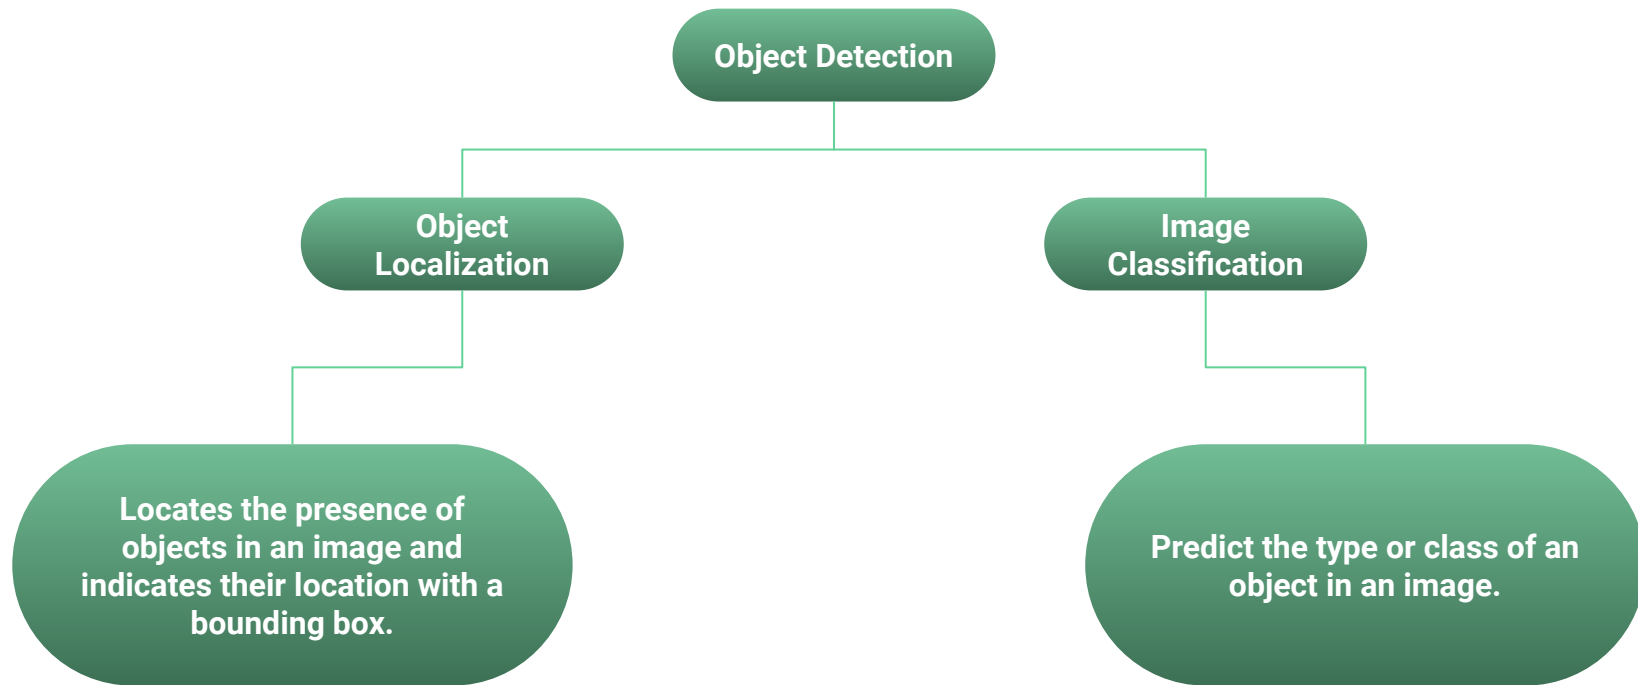 Object Detection
Object
Localization
Image
Classification
Locates the presence of
objects in an image and
indicates their location with a
bounding box.
Predict the type or class of an
object in an image.